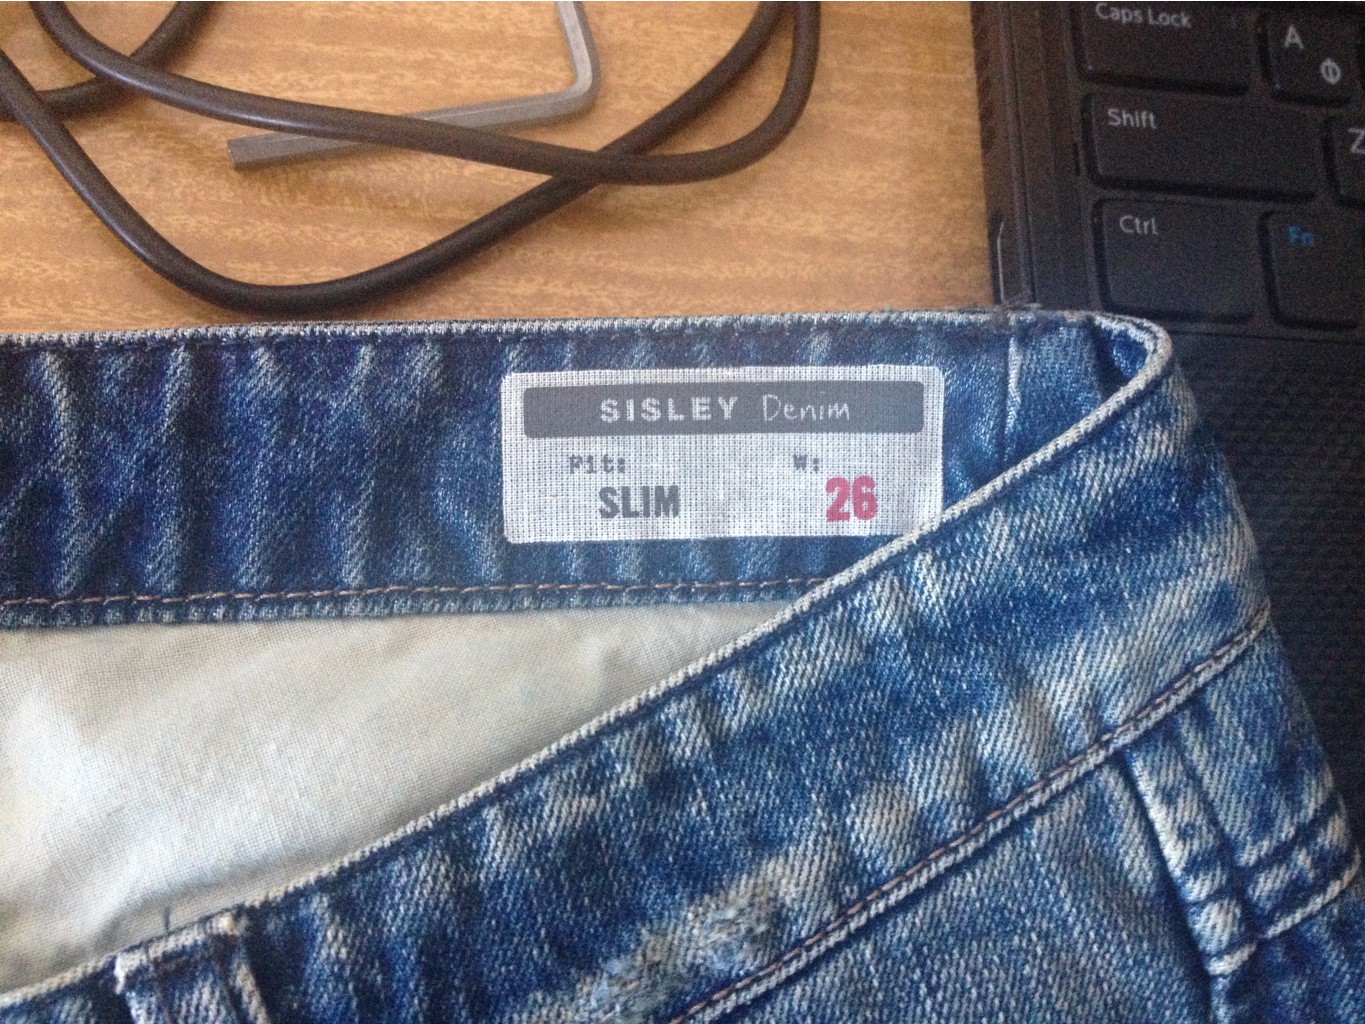 Caps Lock
A
Ф
Shift
Z
Ctrl
Fn
SISLEY Denim
Fit: W:
SLIM 26